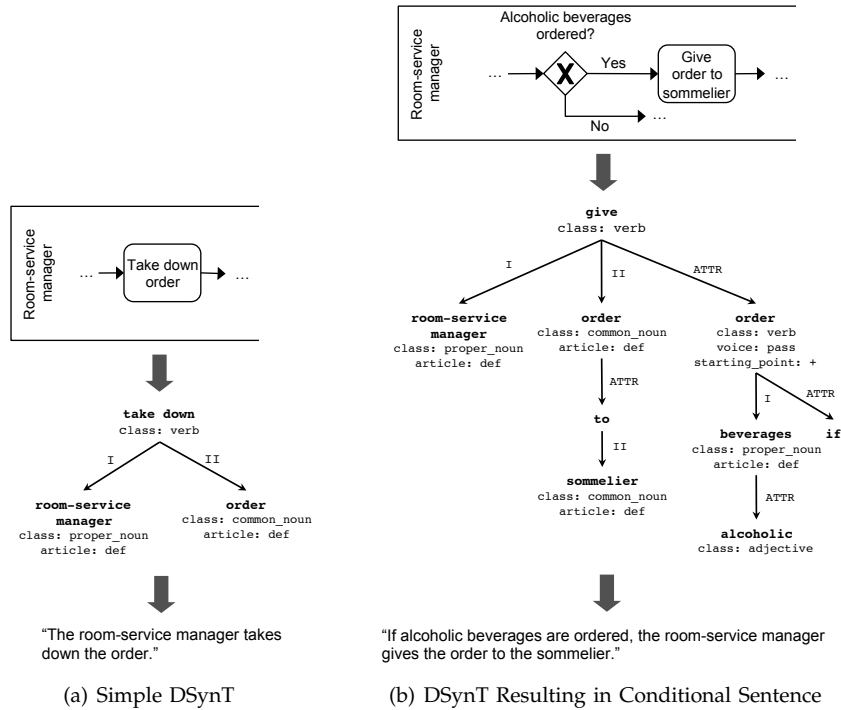 Room-service
manager
...
Take down
order
...
take down
class: verb
I
II
room-service
manager
class: proper_noun
article: def
order
class: common_noun
article: def
“The room-service manager takes
down the order.”
(a) Simple DSynT
Alcoholic beverages
ordered?
Room-service
manager
...
X
Yes
Give
order to
sommelier
...
No
...
give
class: verb
I
II
ATTR
room-service
manager
class: proper_noun
article: def
order
class: common_noun
article: def
order
class: verb
voice: pass
starting_point: +
ATTR
I
ATTR
to
beverages
class: proper_noun
article: def
if
II
sommelier
class: common_noun
article: def
ATTR
alcoholic
class: adjective
“If alcoholic beverages are ordered, the room-service manager
gives the order to the sommelier.”
(b) DSynT Resulting in Conditional Sentence